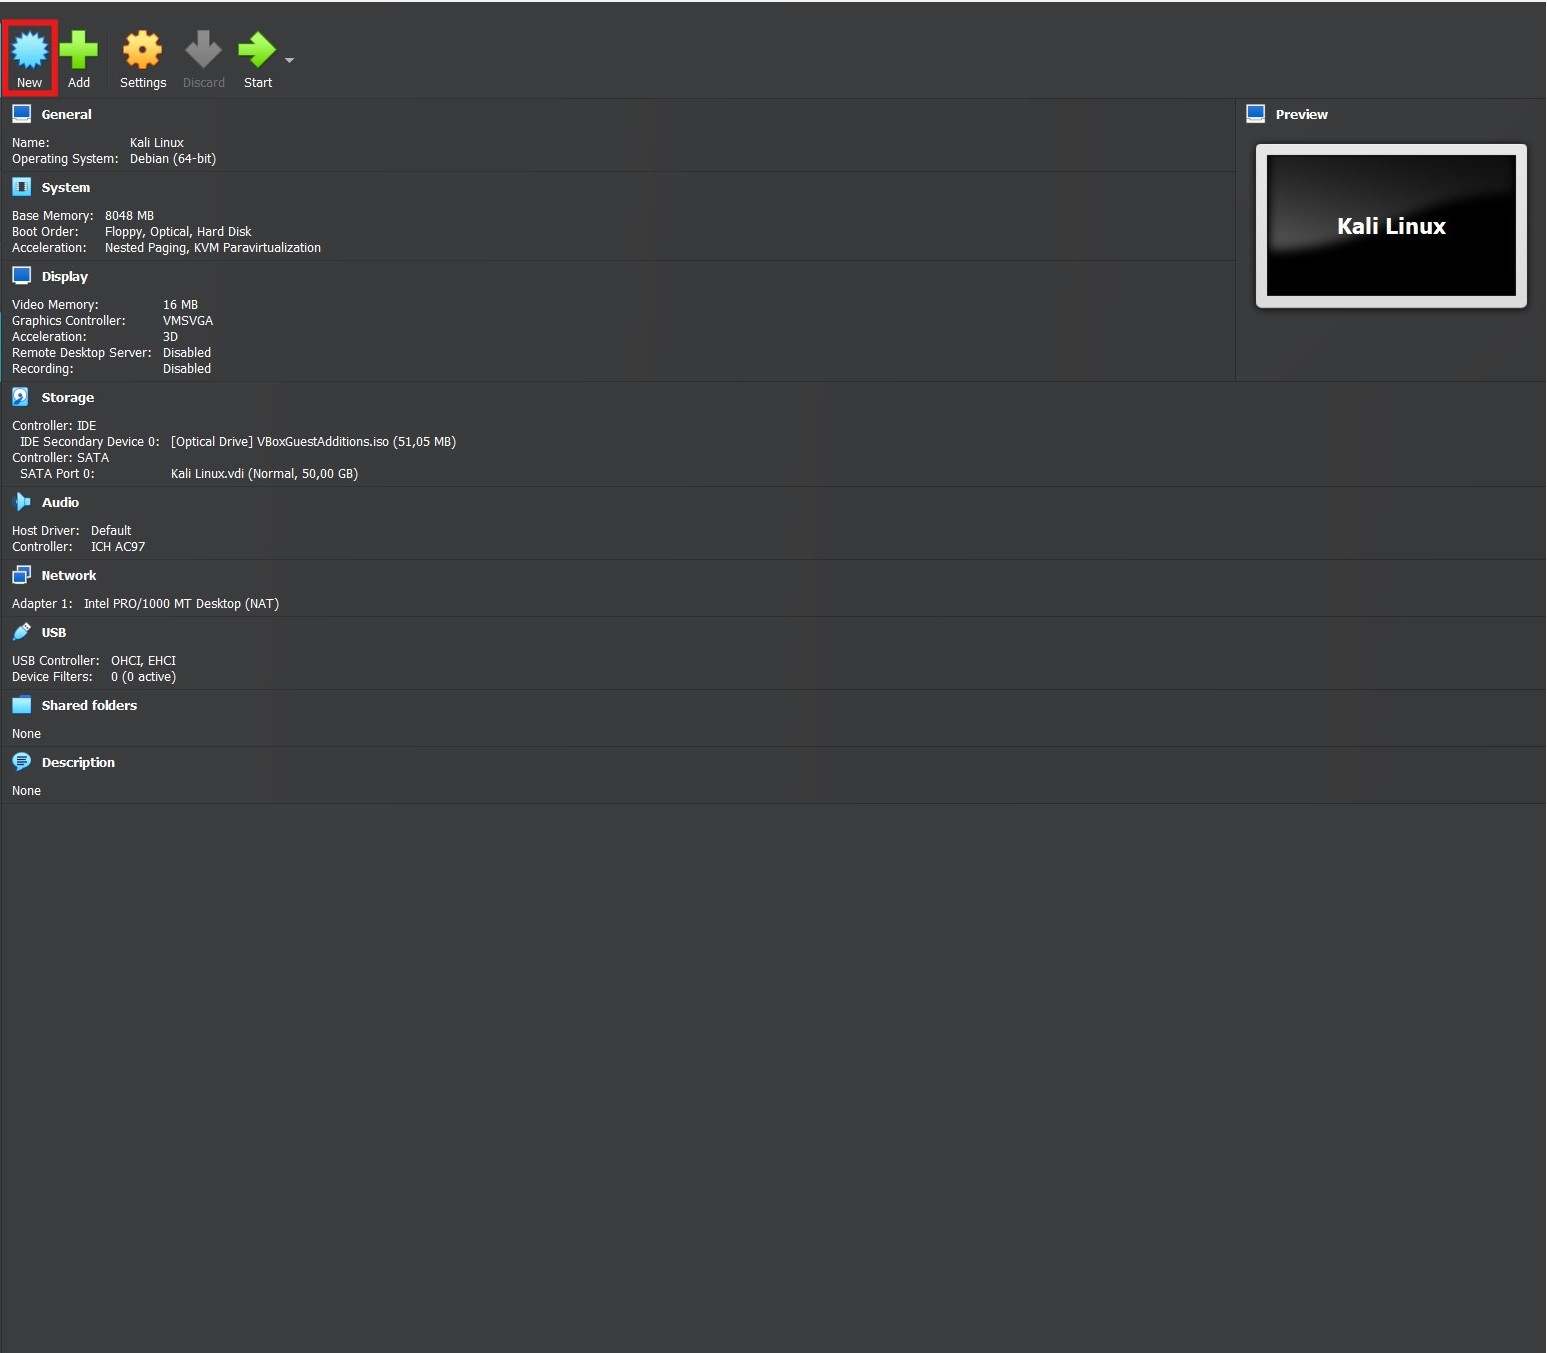 New Add Settings Discard Start
General
Name: Kali Linux
Operating System: Debian (64-bit)
System
Base Memory: 8048 MB
Boot Order: Floppy, Optical, Hard Disk
Acceleration: Nested Paging, KVM Paravirtualization
Display
Video Memory: 16 MB
Graphics Controller: VMSVGA
Acceleration: 3D
Remote Desktop Server: Disabled
Recording: Disabled
Preview
Kali Linux
Storage
Controller: IDE
IDE Secondary Device 0: [Optical Drive] VBoxGuestAdditions.iso (51,05 MB)
Controller: SATA
SATA Port 0: Kali Linux.vdi (Normal, 50,00 GB)
Audio
Host Driver: Default
Controller: ICH AC97
Network
Adapter 1: Intel PRO/1000 MT Desktop (NAT)
USB
USB Controller: OHCI, EHCI
Device Filters: 0 (0 active)
Shared folders
None
Description
None